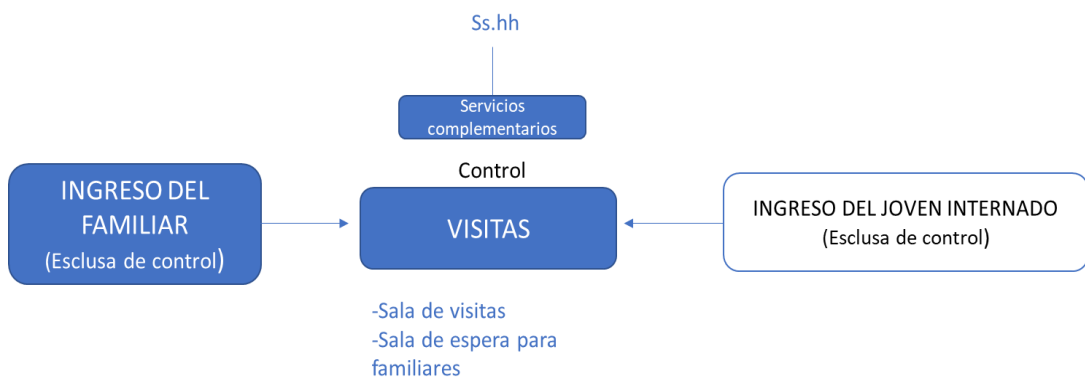 Ss.hh
Servicios
complementarios
Control
INGRESO DEL
FAMILIAR
(Esclusa de control)
VISITAS
INGRESO DEL JOVEN INTERNADO
(Esclusa de control)
-Sala de visitas
-Sala de espera para
familiares